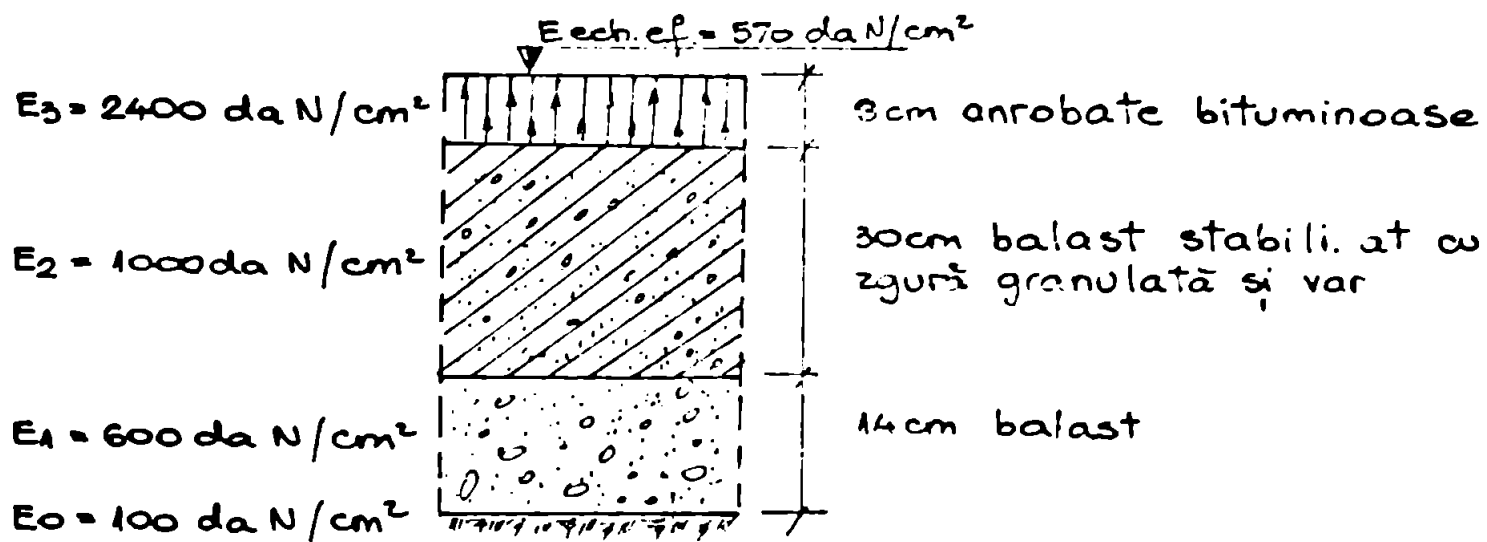 E ech. ef. = 570 daN/cm²
E3 = 2400 daN/cm²
3cm anrobate bituminoase
E2 = 1000 daN/cm²
30cm balast stabili. at cu
zgură granulată și var
E1 = 600 daN/cm²
14cm balast
E0 = 100 daN/cm²